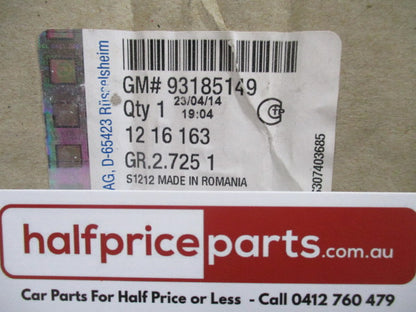 AG, D-65423 Rüsselsheim
GM# 93185149
Qty 1 23/04/14
19:04
12 16 163
GR.2.725 1
S1212 MADE IN ROMANIA
S307403685
halfpriceparts.com.au
Car Parts For Half Price or Less - Call 0412 760 479